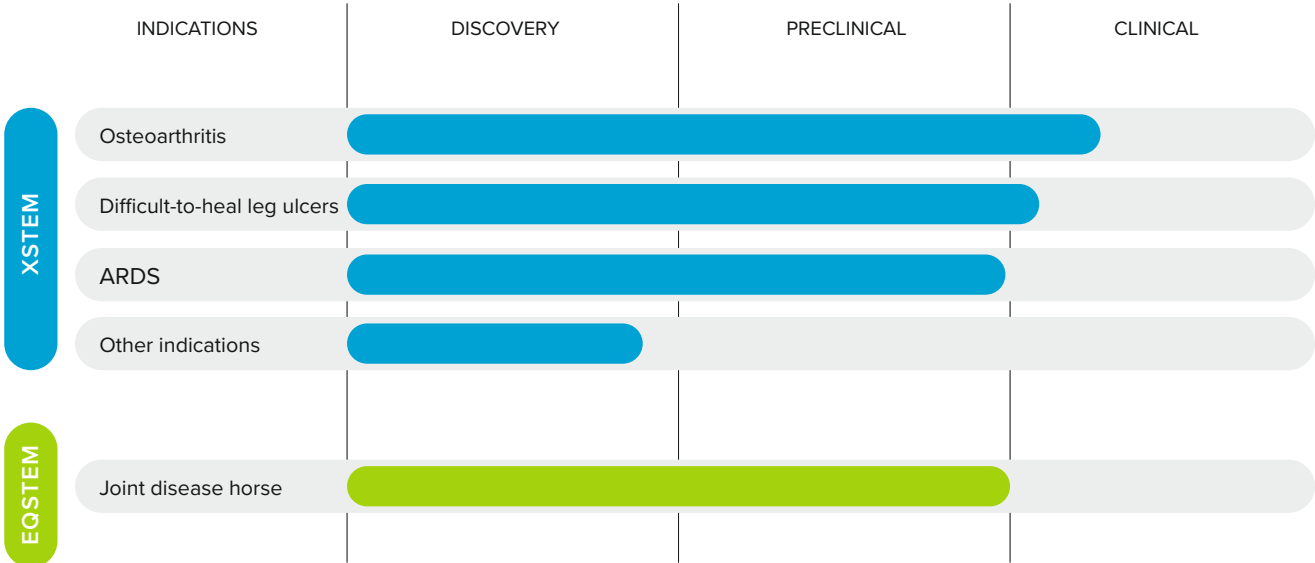 INDICATIONS
DISCOVERY
PRECLINICAL
CLINICAL
XSTEM
Osteoarthritis
Difficult-to-heal leg ulcers
ARDS
Other indications
EQSTEM
Joint disease horse